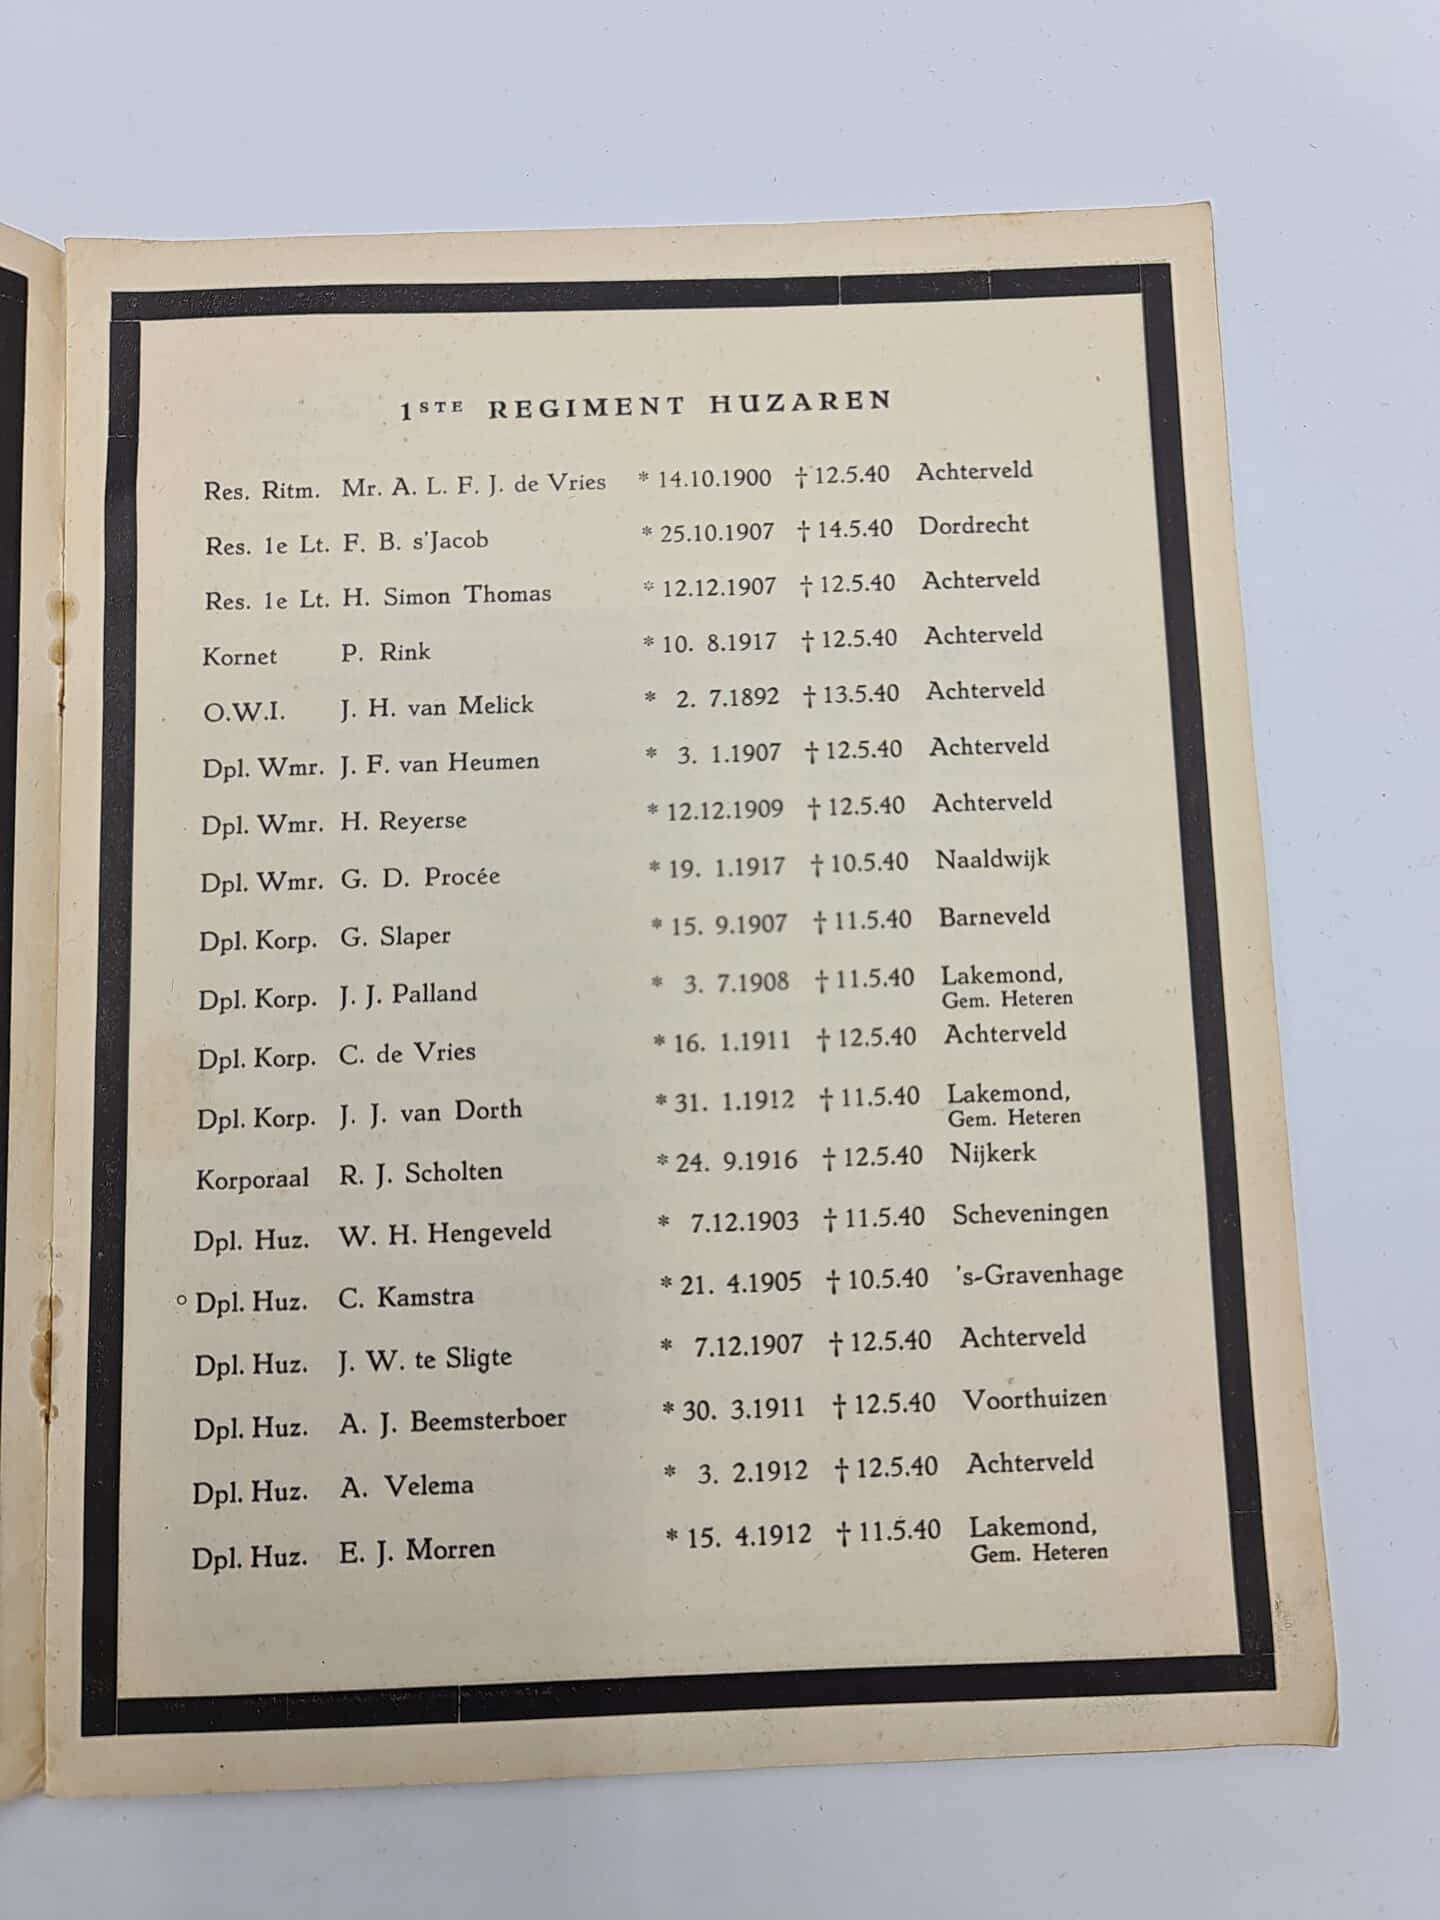 1STE REGIMENT HUZAREN
Res. Ritm. Mr. A. L. F. J. de Vries * 14.10.1900 † 12.5.40 Achterveld
Res. 1e Lt. F. B. s'Jacob * 25.10.1907 † 14.5.40 Dordrecht
Res. 1e Lt. H. Simon Thomas * 12.12.1907 † 12.5.40 Achterveld
Kornet P. Rink * 10. 8.1917 † 12.5.40 Achterveld
O.W.I. J. H. van Melick * 2. 7.1892 † 13.5.40 Achterveld
Dpl. Wmr. J. F. van Heumen * 3. 1.1907 † 12.5.40 Achterveld
Dpl. Wmr. H. Reyerse * 12.12.1909 † 12.5.40 Achterveld
Dpl. Wmr. G. D. Procée * 19. 1.1917 † 10.5.40 Naaldwijk
Dpl. Korp. G. Slaper * 15. 9.1907 † 11.5.40 Barneveld
Dpl. Korp. J. J. Palland * 3. 7.1908 † 11.5.40 Lakemond,
Gem. Heteren
Dpl. Korp. C. de Vries * 16. 1.1911 † 12.5.40 Achterveld
Dpl. Korp. J. J. van Dorth * 31. 1.1912 † 11.5.40 Lakemond,
Gem. Heteren
Korporaal R. J. Scholten * 24. 9.1916 † 12.5.40 Nijkerk
Dpl. Huz. W. H. Hengeveld * 7.12.1903 † 11.5.40 Scheveningen
° Dpl. Huz. C. Kamstra * 21. 4.1905 † 10.5.40 's-Gravenhage
Dpl. Huz. J. W. te Sligte * 7.12.1907 † 12.5.40 Achterveld
Dpl. Huz. A. J. Beemsterboer * 30. 3.1911 † 12.5.40 Voorthuizen
Dpl. Huz. A. Velema * 3. 2.1912 † 12.5.40 Achterveld
Dpl. Huz. E. J. Morren * 15. 4.1912 † 11.5.40 Lakemond,
Gem. Heteren